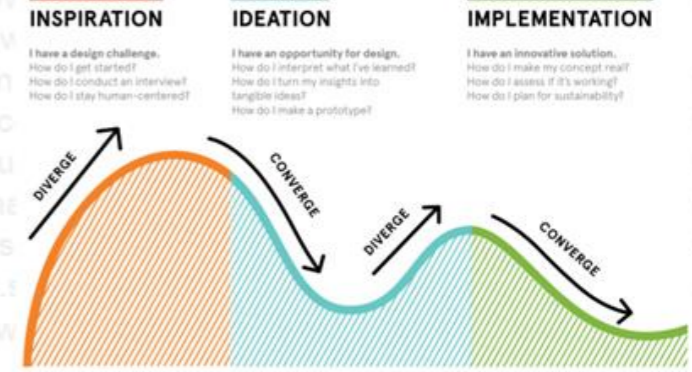 INSPIRATION
I have a design challenge.
How do I get started?
How do I conduct an interview?
How do I stay human-centered?
IDEATION
I have an opportunity for design.
How do I interpret what I've learned?
How do I turn my insights into
tangible ideas?
How do I make a prototype?
IMPLEMENTATION
I have an innovative solution.
How do I make my concept real?
How do I assess if it's working?
How do I plan for sustainability?
DIVERGE
CONVERGE
DIVERGE
CONVERGE